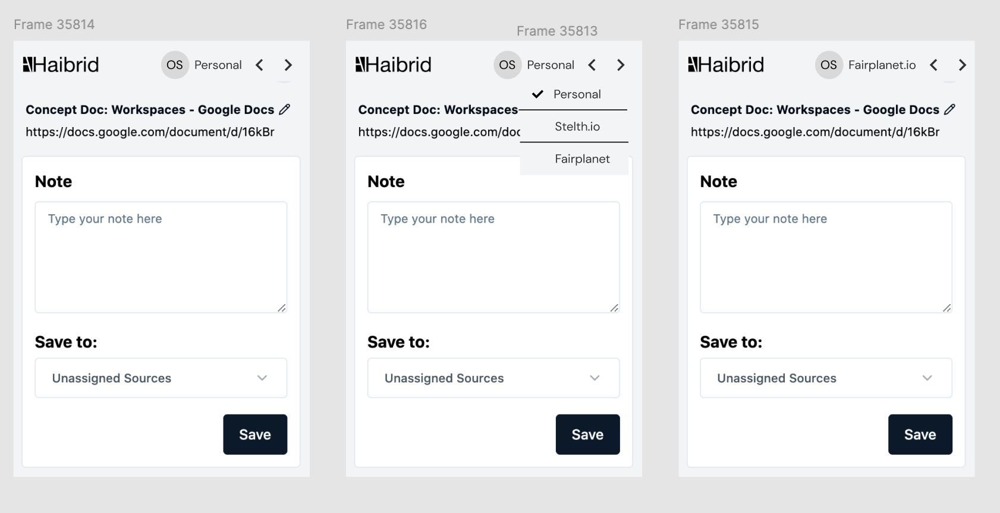 Frame 35814
Haibrid OS Personal
Concept Doc: Workspaces - Google Docs
https://docs.google.com/document/d/16kBr
Note
Type your note here
Save to:
Unassigned Sources
Save
Frame 35816
Frame 35813
Haibrid OS Personal
Personal
Stelth.io
Fairplanet
Concept Doc: Workspaces
https://docs.google.com/doc
Note
Type your note here
Save to:
Unassigned Sources
Save
Frame 35815
Haibrid OS Fairplanet.io
Concept Doc: Workspaces - Google Docs
https://docs.google.com/document/d/16kBr
Note
Type your note here
Save to:
Unassigned Sources
Save